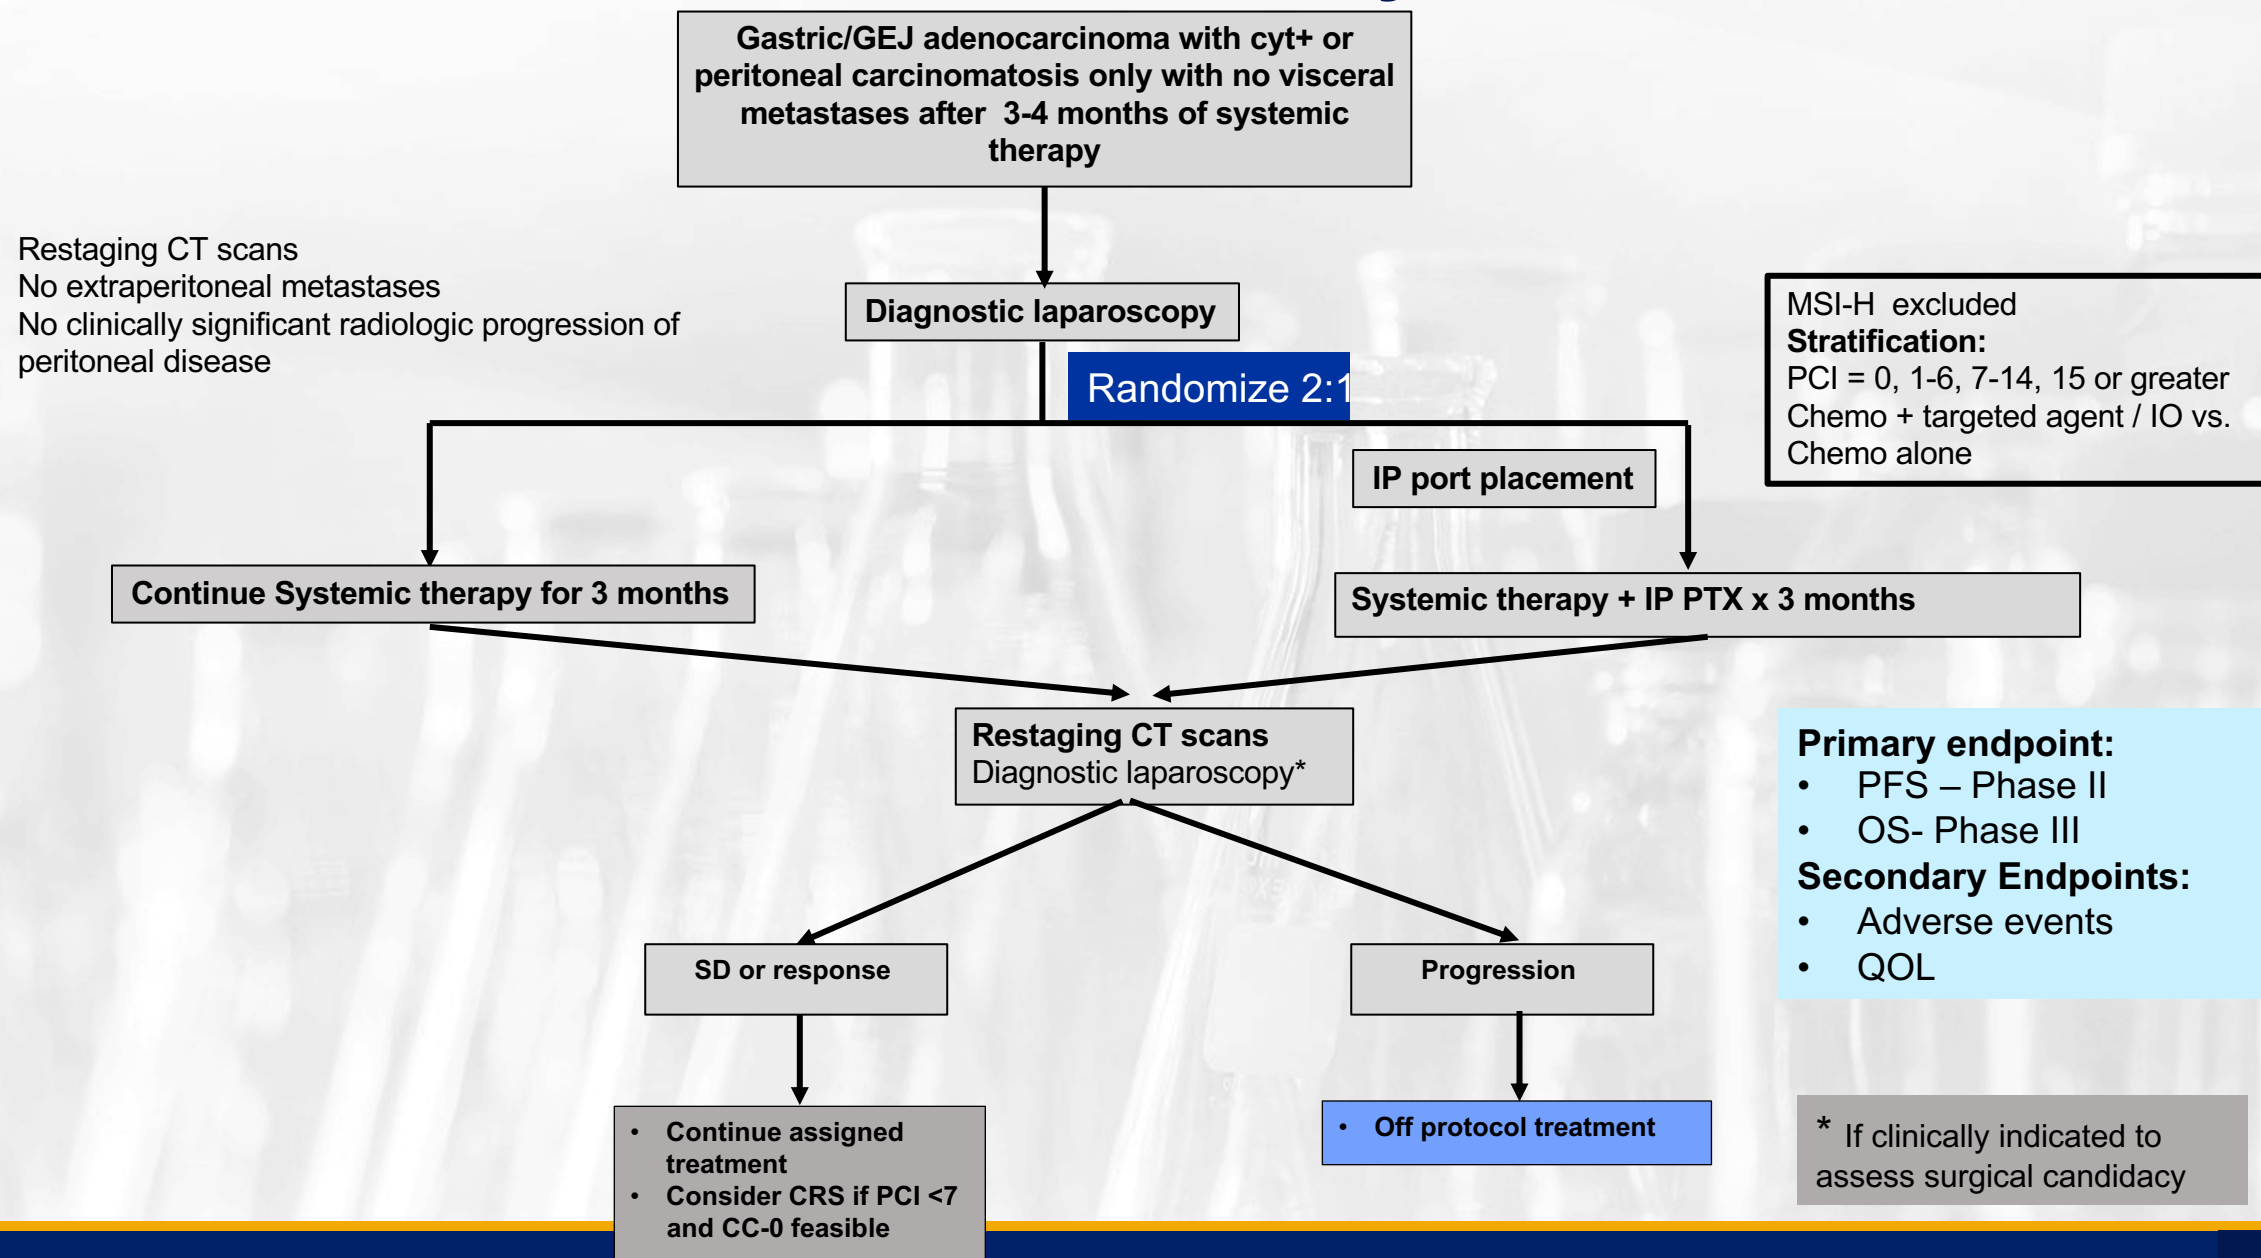 Gastric/GEJ adenocarcinoma with cyt+ or
peritoneal carcinomatosis only with no visceral
metastases after 3-4 months of systemic
therapy
Restaging CT scans
No extraperitoneal metastases
No clinically significant radiologic progression of
peritoneal disease
Diagnostic laparoscopy
MSI-H excluded
Stratification:
PCI = 0, 1-6, 7-14, 15 or greater
Chemo + targeted agent / IO vs.
Chemo alone
Randomize 2:1
IP port placement
Continue Systemic therapy for 3 months
Systemic therapy + IP PTX x 3 months
Restaging CT scans
Diagnostic laparoscopy*
Primary endpoint:
• PFS – Phase II
• OS- Phase III
Secondary Endpoints:
• Adverse events
• QOL
SD or response
Progression
• Continue assigned
treatment
• Consider CRS if PCI <7
and CC-0 feasible
• Off protocol treatment
* If clinically indicated to
assess surgical candidacy